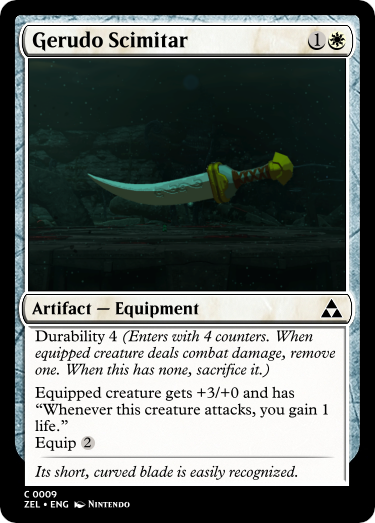 Gerudo Scimitar 1
Artifact — Equipment
Durability 4 (Enters with 4 counters. When
equipped creature deals combat damage, remove
one. When this has none, sacrifice it.)
Equipped creature gets +3/+0 and has
“Whenever this creature attacks, you gain 1
life.”
Equip 2
Its short, curved blade is easily recognized.
C 0009
ZEL • ENG Nintendo